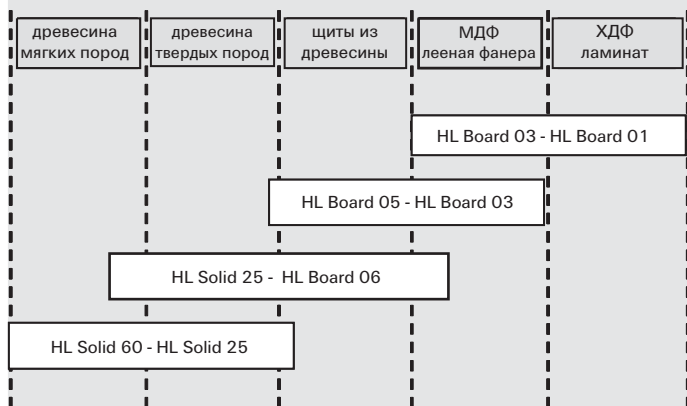 древесина
мягких пород
древесина
твердых пород
щиты из
древесины
МДФ
лееная фанера
ХДФ
ламинат
HL Board 03 - HL Board 01
HL Board 05 - HL Board 03
HL Solid 25 - HL Board 06
HL Solid 60 - HL Solid 25